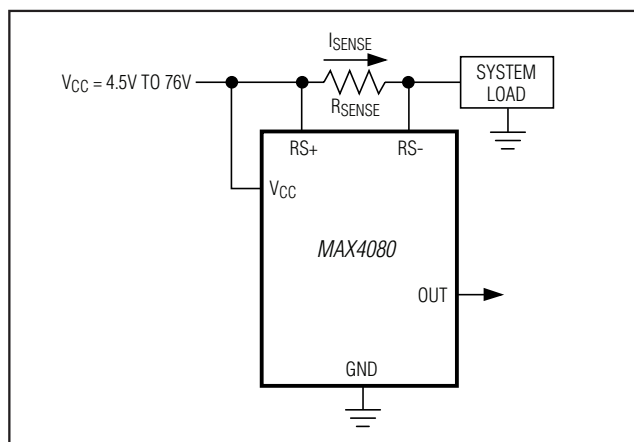 ISENSE
VCC = 4.5V TO 76V
RSENSE
SYSTEM
LOAD
RS+ RS-
VCC
MAX4080
OUT
GND